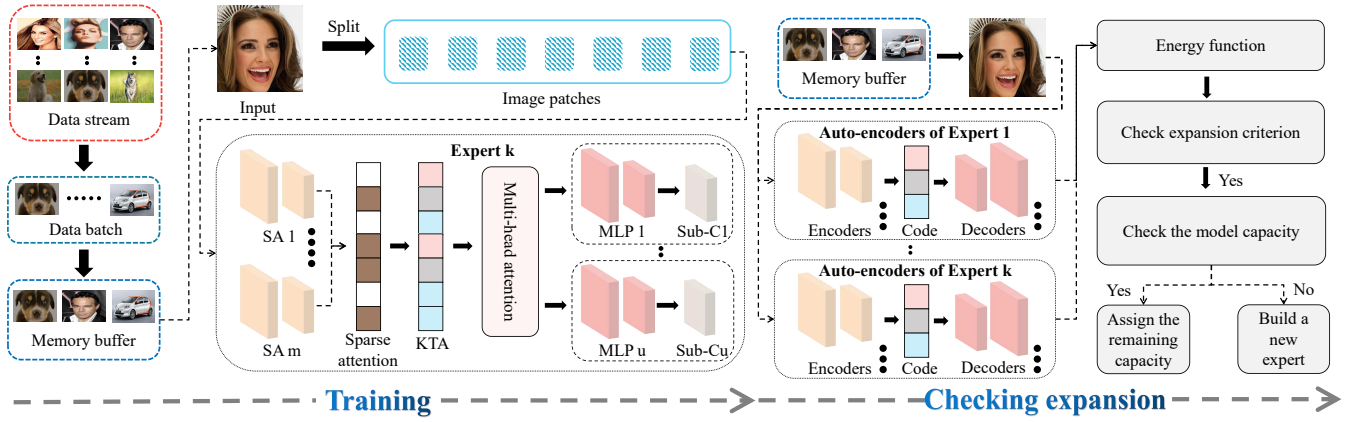 Data stream
Data batch
Memory buffer
Input
Split
Image patches
Expert k
SA 1
SA m
Sparse
attention
KTA
Multi-head attention
MLP 1
Sub-C1
MLP u
Sub-Cu
Training
Memory buffer
Auto-encoders of Expert 1
Encoders
Code
Decoders
Auto-encoders of Expert k
Encoders
Code
Decoders
Energy function
Check expansion criterion
Yes
Check the model capacity
Yes
No
Assign the
remaining
capacity
Build a
new
expert
Checking expansion